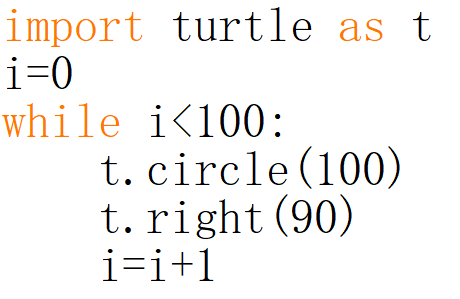 import turtle as t
i=0
while i<100:
    t.circle(100)
    t.right(90)
    i=i+1